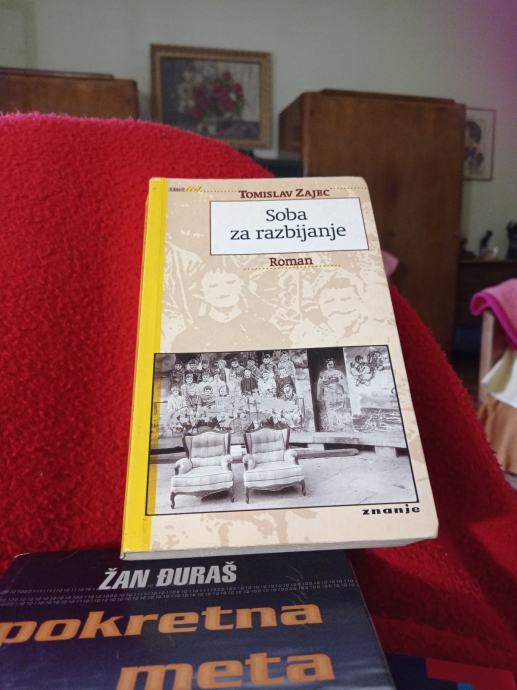 TOMISLAV ZAJEC
Soba
za razbijanje
Roman
znanje
ŽAN ĐURAŠ
pokretna
meta